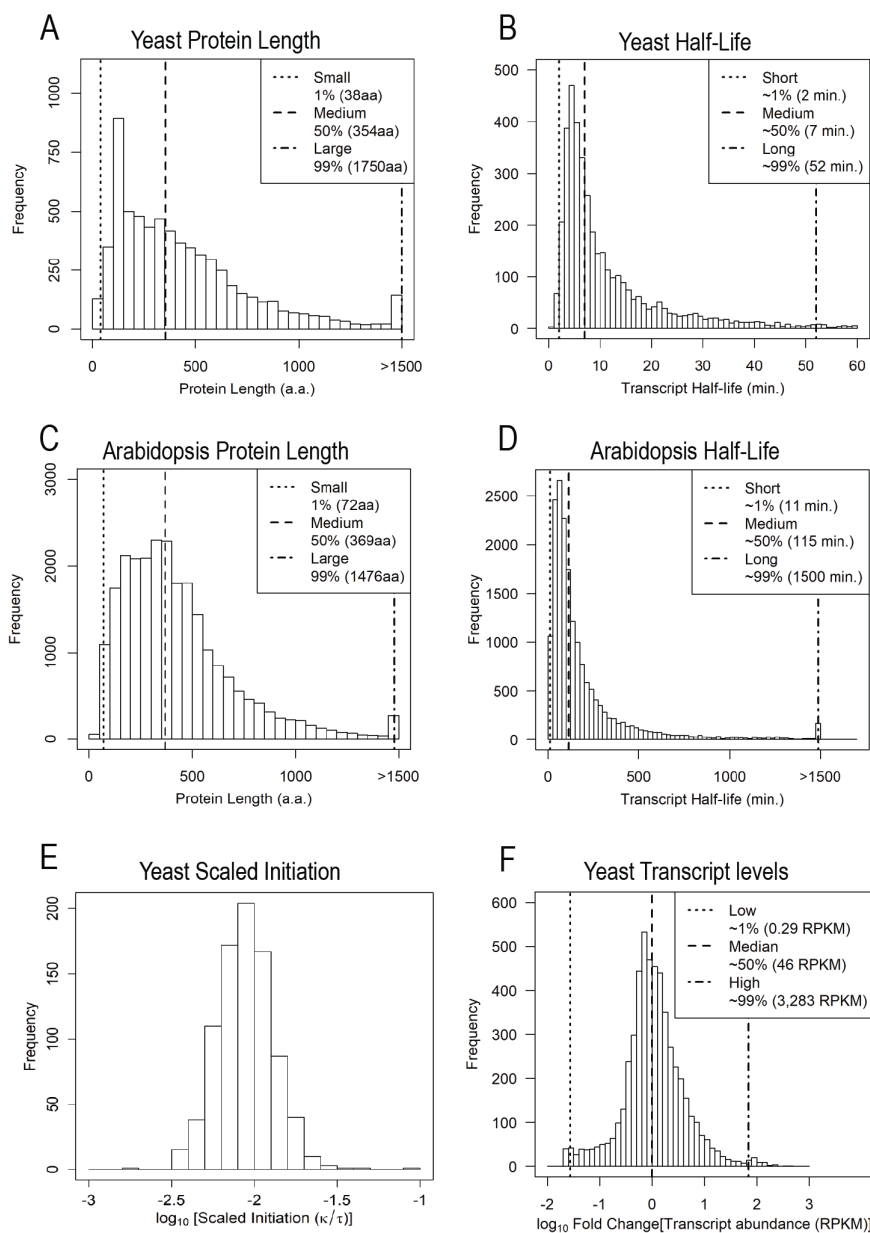 A
Yeast Protein Length
Small
1% (38aa)
Medium
50% (354aa)
Large
99% (1750aa)
Frequency
0
250
500
750
1000
0
500
1000
>1500
Protein Length (a.a.)
B
Yeast Half-Life
Short
~1% (2 min.)
Medium
~50% (7 min.)
Long
~99% (52 min.)
Frequency
0
100
200
300
400
500
0
10
20
30
40
50
60
Transcript Half-life (min.)
C
Arabidopsis Protein Length
Small
1% (72aa)
Medium
50% (369aa)
Large
99% (1476aa)
Frequency
0
1000
2000
3000
0
500
1000
>1500
Protein Length (a.a.)
D
Arabidopsis Half-Life
Short
~1% (11 min.)
Medium
~50% (115 min.)
Long
~99% (1500 min.)
Frequency
0
500
1000
1500
2000
2500
0
500
1000
>1500
Transcript Half-life (min.)
E
Yeast Scaled Initiation
Frequency
0
50
100
150
200
-3
-2.5
-2
-1.5
-1
log10 [Scaled Initiation (κ/τ)]
F
Yeast Transcript levels
Low
~1% (0.29 RPKM)
Median
~50% (46 RPKM)
High
~99% (3,283 RPKM)
Frequency
0
100
200
300
400
500
600
-2
-1
0
1
2
3
log10 Fold Change[Transcript abundance (RPKM)]